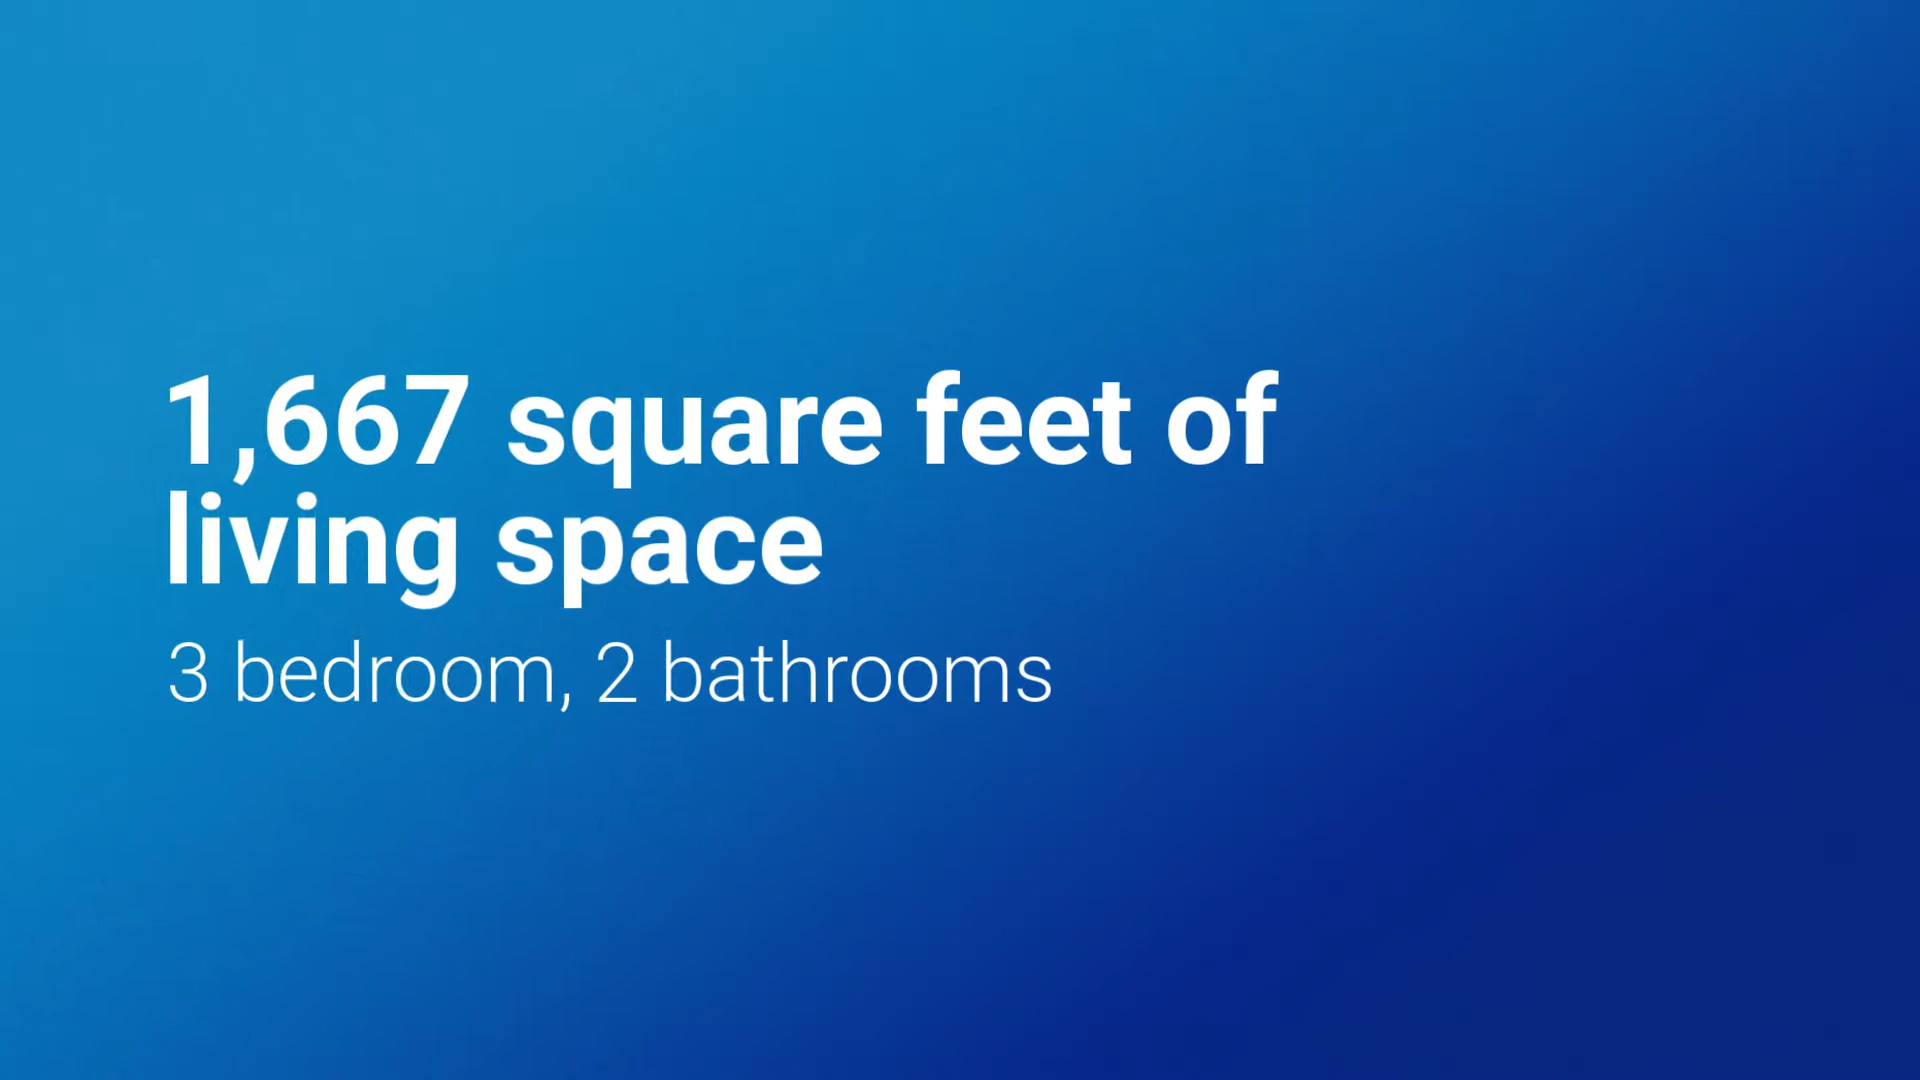 1,667 square feet of
living space
3 bedroom, 2 bathrooms